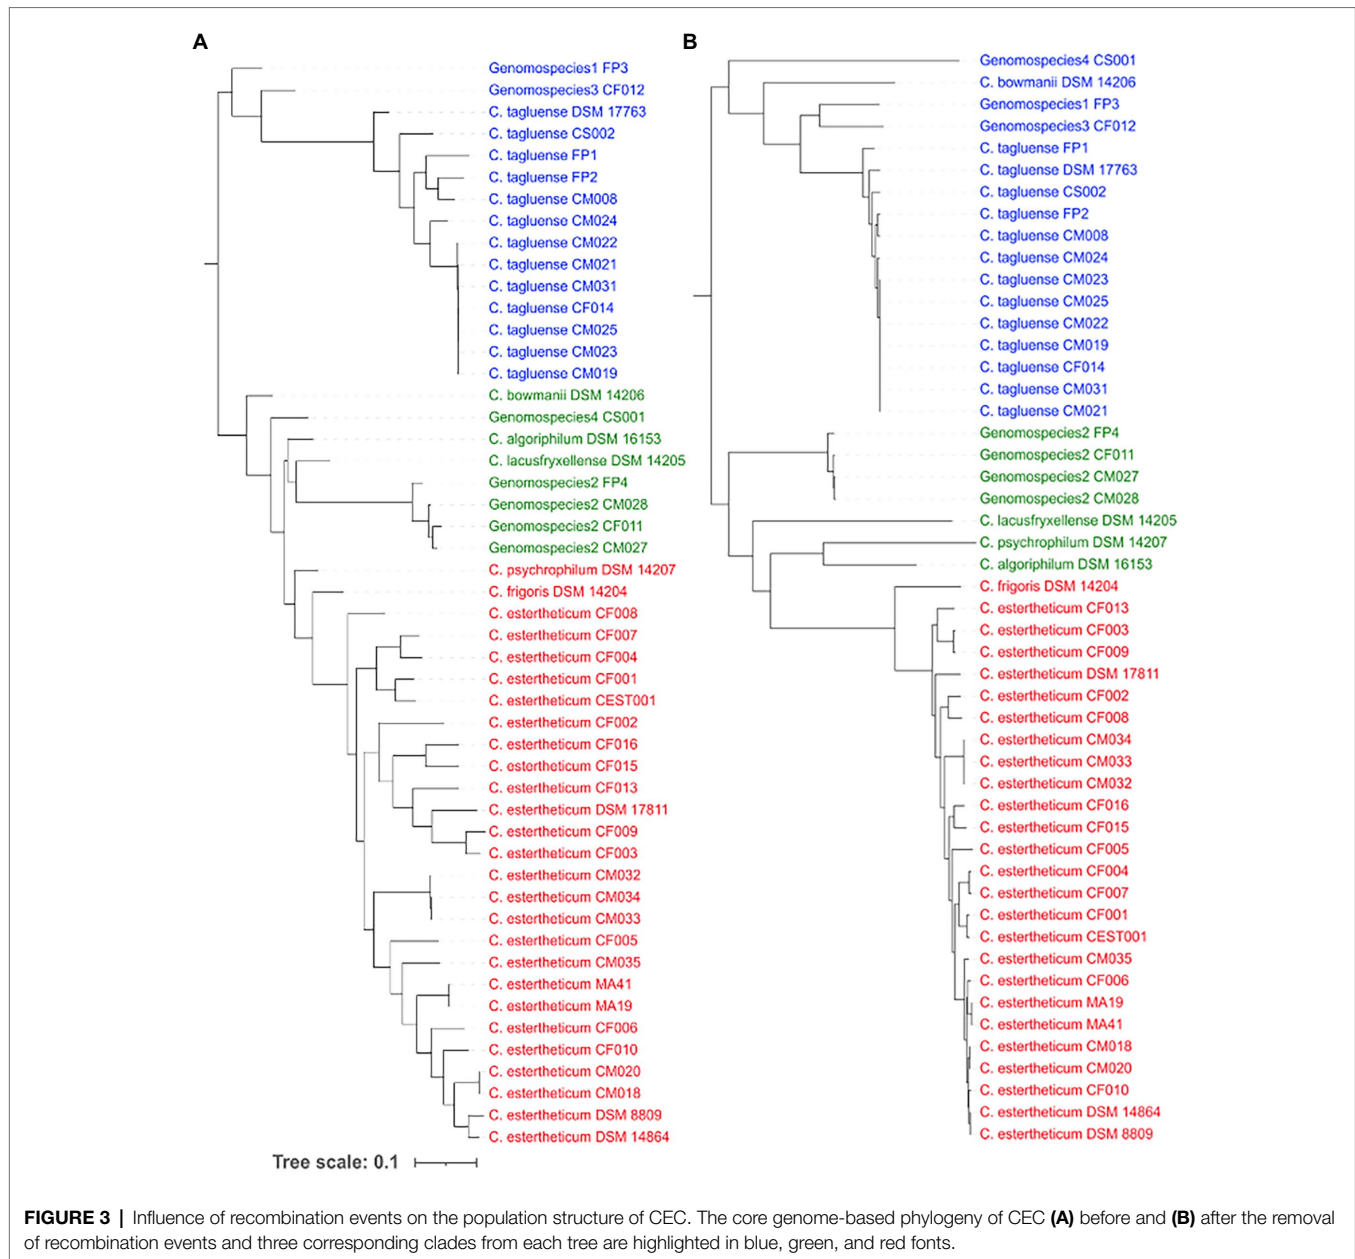 A
Genomospecies1 FP3
Genomospecies3 CF012
C. tagluense DSM 17763
C. tagluense CS002
C. tagluense FP1
C. tagluense FP2
C. tagluense CM008
C. tagluense CM024
C. tagluense CM022
C. tagluense CM021
C. tagluense CM031
C. tagluense CF014
C. tagluense CM025
C. tagluense CM023
C. tagluense CM019
C. bowmanii DSM 14206
Genomospecies4 CS001
C. algoriphilum DSM 16153
C. lacusfryxellense DSM 14205
Genomospecies2 FP4
Genomospecies2 CM028
Genomospecies2 CF011
Genomospecies2 CM027
C. psychrophilum DSM 14207
C. frigoris DSM 14204
C. estertheticum CF008
C. estertheticum CF007
C. estertheticum CF004
C. estertheticum CF001
C. estertheticum CEST001
C. estertheticum CF002
C. estertheticum CF016
C. estertheticum CF015
C. estertheticum CF013
C. estertheticum DSM 17811
C. estertheticum CF009
C. estertheticum CF003
C. estertheticum CM032
C. estertheticum CM034
C. estertheticum CM033
C. estertheticum CF005
C. estertheticum CM035
C. estertheticum MA41
C. estertheticum MA19
C. estertheticum CF006
C. estertheticum CF010
C. estertheticum CM020
C. estertheticum CM018
C. estertheticum DSM 8809
C. estertheticum DSM 14864
Tree scale: 0.1
B
Genomospecies4 CS001
C. bowmanii DSM 14206
Genomospecies1 FP3
Genomospecies3 CF012
C. tagluense FP1
C. tagluense DSM 17763
C. tagluense CS002
C. tagluense FP2
C. tagluense CM008
C. tagluense CM024
C. tagluense CM023
C. tagluense CM025
C. tagluense CM022
C. tagluense CM019
C. tagluense CF014
C. tagluense CM031
C. tagluense CM021
Genomospecies2 FP4
Genomospecies2 CF011
Genomospecies2 CM027
Genomospecies2 CM028
C. lacusfryxellense DSM 14205
C. psychrophilum DSM 14207
C. algoriphilum DSM 16153
C. frigoris DSM 14204
C. estertheticum CF013
C. estertheticum CF003
C. estertheticum CF009
C. estertheticum DSM 17811
C. estertheticum CF002
C. estertheticum CF008
C. estertheticum CM034
C. estertheticum CM033
C. estertheticum CM032
C. estertheticum CF016
C. estertheticum CF015
C. estertheticum CF005
C. estertheticum CF004
C. estertheticum CF007
C. estertheticum CF001
C. estertheticum CEST001
C. estertheticum CM035
C. estertheticum CF006
C. estertheticum MA19
C. estertheticum MA41
C. estertheticum CM018
C. estertheticum CM020
C. estertheticum CF010
C. estertheticum DSM 14864
C. estertheticum DSM 8809
FIGURE 3 | Influence of recombination events on the population structure of CEC. The core genome-based phylogeny of CEC (A) before and (B) after the removal
of recombination events and three corresponding clades from each tree are highlighted in blue, green, and red fonts.